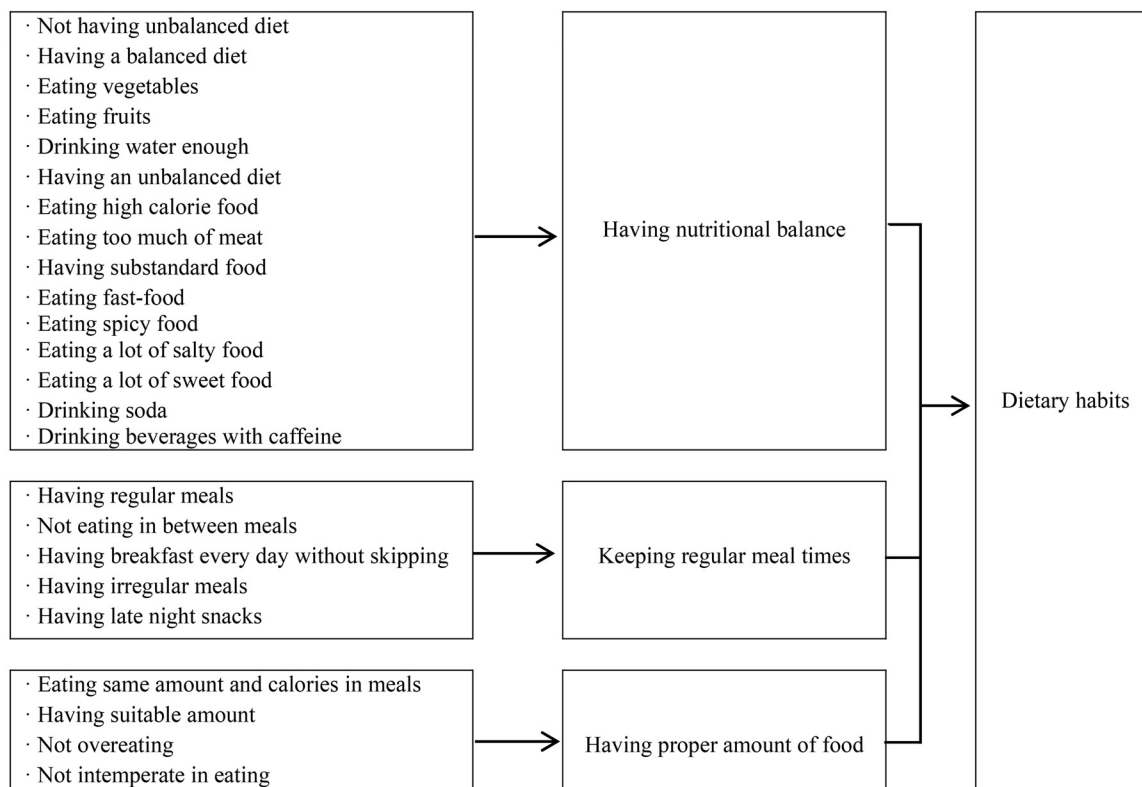 · Not having unbalanced diet
· Having a balanced diet
· Eating vegetables
· Eating fruits
· Drinking water enough
· Having an unbalanced diet
· Eating high calorie food
· Eating too much of meat
· Having substandard food
· Eating fast-food
· Eating spicy food
· Eating a lot of salty food
· Eating a lot of sweet food
· Drinking soda
· Drinking beverages with caffeine
Having nutritional balance
· Having regular meals
· Not eating in between meals
· Having breakfast every day without skipping
· Having irregular meals
· Having late night snacks
Keeping regular meal times
· Eating same amount and calories in meals
· Having suitable amount
· Not overeating
· Not intemperate in eating
Having proper amount of food
Dietary habits